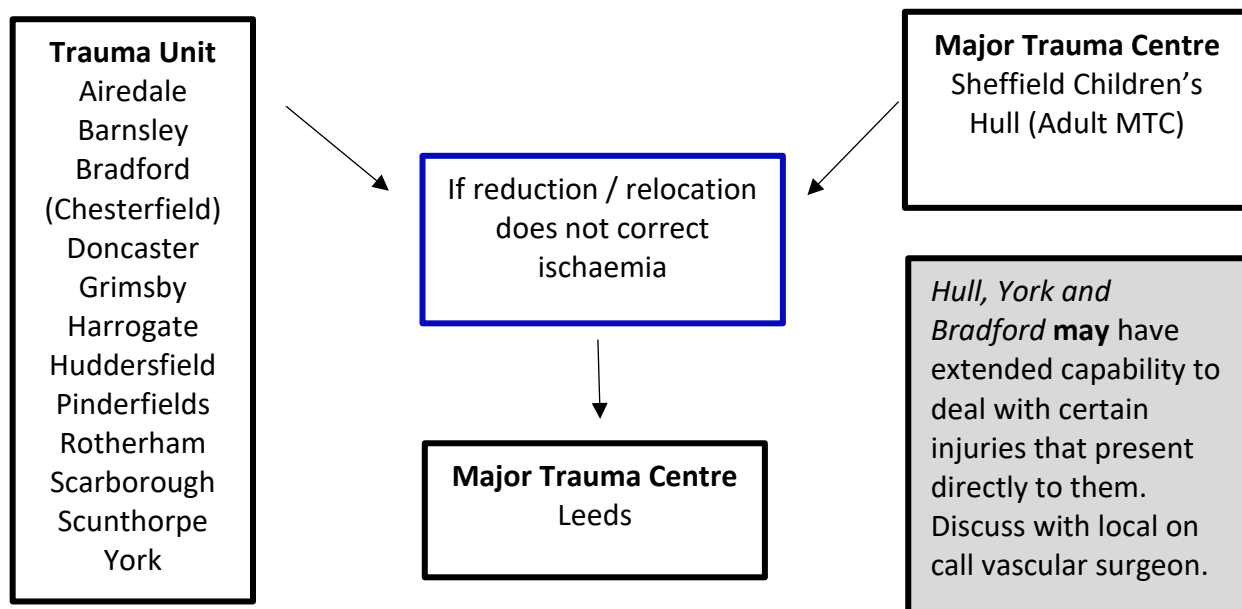 Trauma Unit
Airedale
Barnsley
Bradford
(Chesterfield)
Doncaster
Grimsby
Harrogate
Huddersfield
Pinderfields
Rotherham
Scarborough
Scunthorpe
York
If reduction / relocation
does not correct
ischaemia
Major Trauma Centre
Leeds
Major Trauma Centre
Sheffield Children’s
Hull (Adult MTC)
Hull, York and
Bradford may have
extended capability to
deal with certain
injuries that present
directly to them.
Discuss with local on
call vascular surgeon.